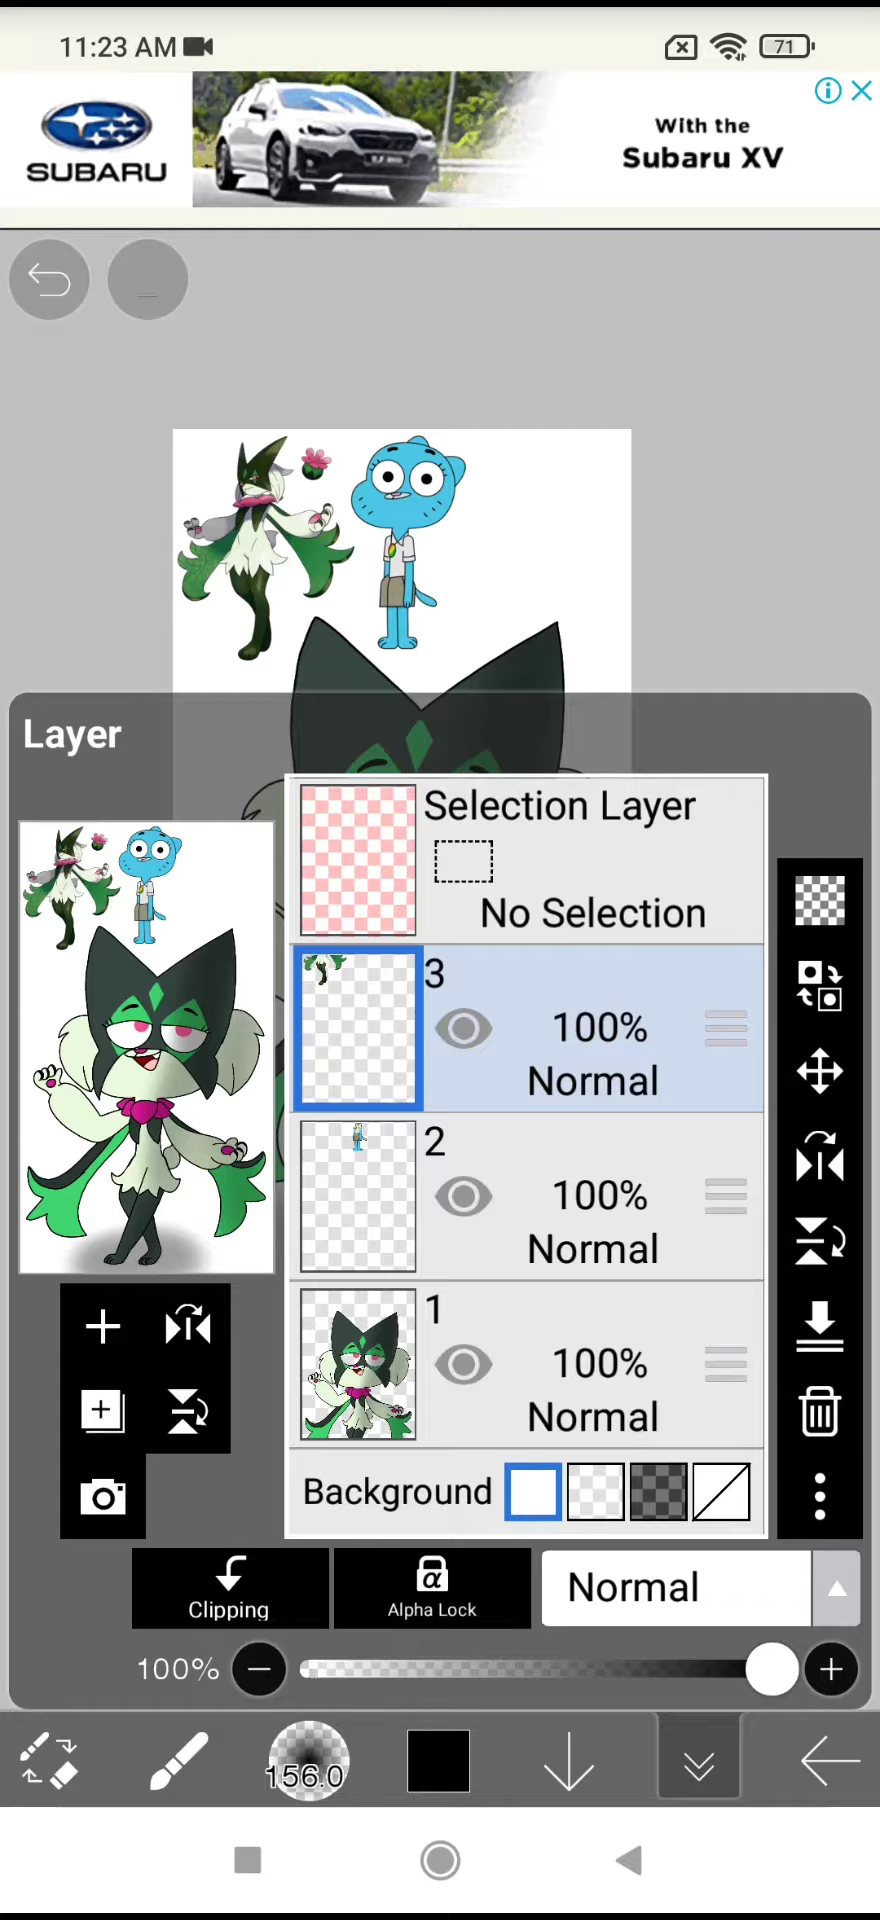 11:23 AM
71
SUBARU
With the
Subaru XV
Layer
Selection Layer
No Selection
3
100%
Normal
2
100%
Normal
1
100%
Normal
Background
Clipping
α
Alpha Lock
Normal
100%
156.0